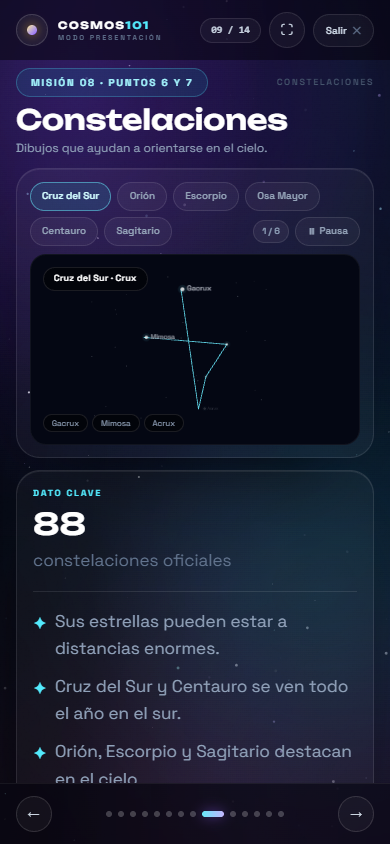 COSMOS101
MODO PRESENTACIÓN
09 / 14
Salir
MISIÓN 08 · PUNTOS 6 Y 7
CONSTELACIONES
Constelaciones
Dibujos que ayudan a orientarse en el cielo.
Cruz del Sur
Orión
Escorpio
Osa Mayor
Centauro
Sagitario
1/6
Pausa
Cruz del Sur · Crux
Gacrux
Mimosa
Gacrux
Mimosa
Acrux
DATO CLAVE
88
constelaciones oficiales
Sus estrellas pueden estar a
distancias enormes.
Cruz del Sur y Centauro se ven todo
el año en el sur.
Orión, Escorpio y Sagitario destacan
en el cielo